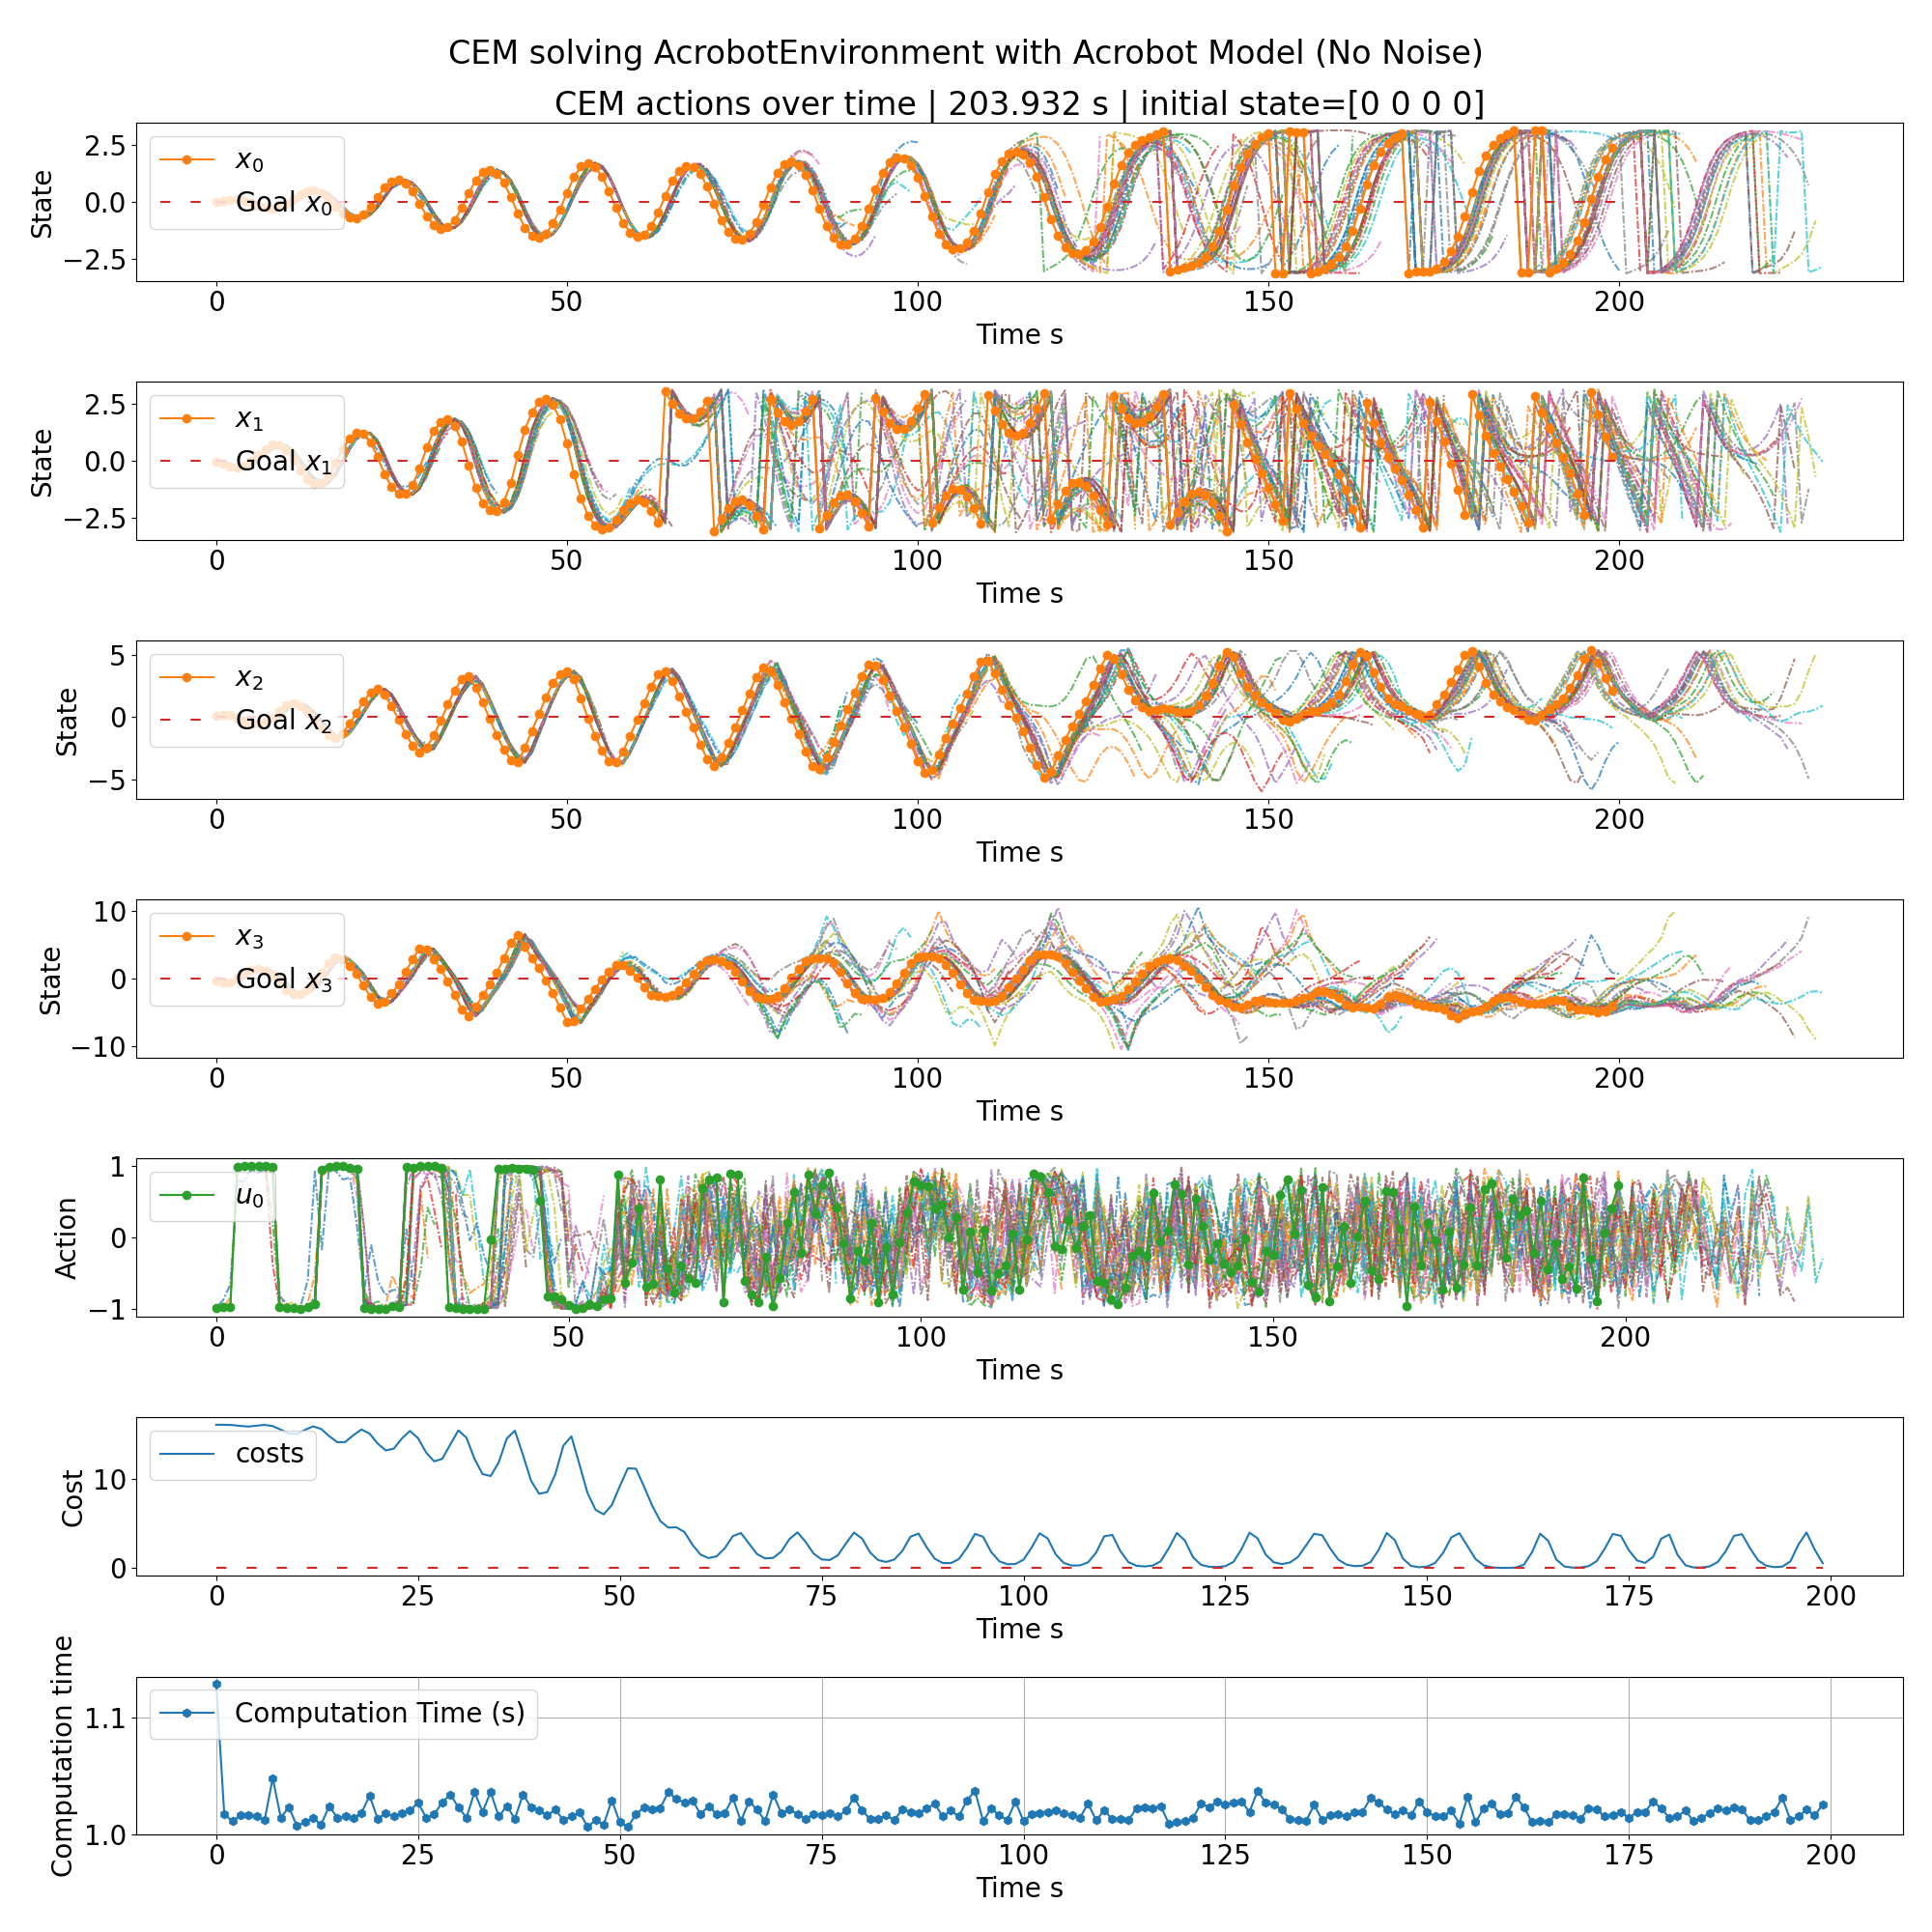 CEM solving AcrobotEnvironment with Acrobot Model (No Noise)
CEM actions over time | 203.932 s | initial state=[0 0 0 0]
State
2.5
0.0
−2.5
x0
Goal x0
0 50 100 150 200
Time s
State
2.5
0.0
−2.5
x1
Goal x1
0 50 100 150 200
Time s
State
5
0
−5
x2
Goal x2
0 50 100 150 200
Time s
State
10
0
−10
x3
Goal x3
0 50 100 150 200
Time s
Action
1
0
−1
u0
0 50 100 150 200
Time s
Cost
10
0
costs
0 25 50 75 100 125 150 175 200
Time s
Computation time
1.1
1.0
Computation Time (s)
0 25 50 75 100 125 150 175 200
Time s